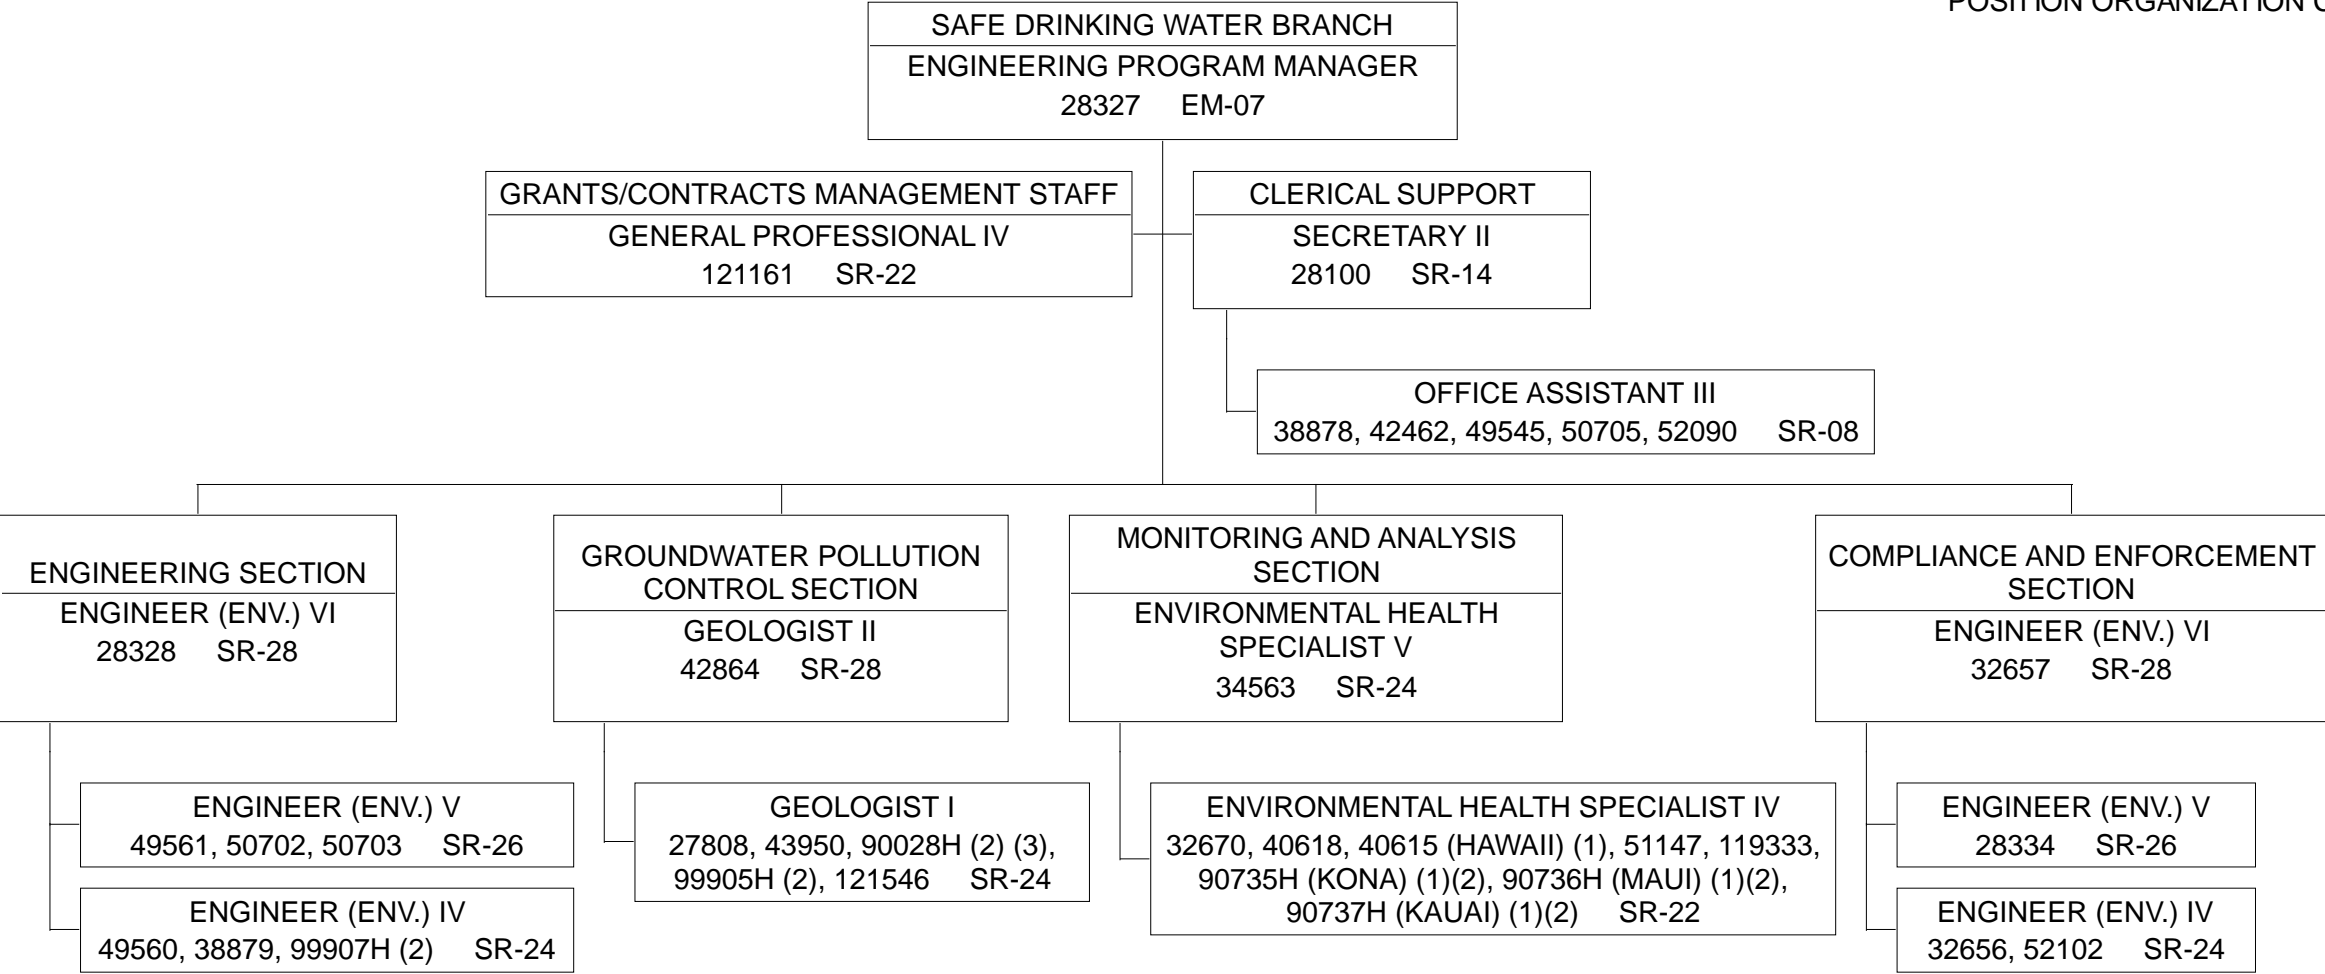 POSITION ORGANIZATION
SAFE DRINKING WATER BRANCH
ENGINEERING PROGRAM MANAGER
28327 EM-07
GRANTS/CONTRACTS MANAGEMENT STAFF
GENERAL PROFESSIONAL IV
121161 SR-22
CLERICAL SUPPORT
SECRETARY II
28100 SR-14
OFFICE ASSISTANT III
38878, 42462, 49545, 50705, 52090 SR-08
ENGINEERING SECTION
ENGINEER (ENV.) VI
28328 SR-28
ENGINEER (ENV.) V
49561, 50702, 50703 SR-26
ENGINEER (ENV.) IV
49560, 38879, 99907H (2) SR-24
GROUNDWATER POLLUTION
CONTROL SECTION
GEOLOGIST II
42864 SR-28
GEOLOGIST I
27808, 43950, 90028H (2) (3),
99905H (2), 121546 SR-24
MONITORING AND ANALYSIS
SECTION
ENVIRONMENTAL HEALTH
SPECIALIST V
34563 SR-24
ENVIRONMENTAL HEALTH SPECIALIST IV
32670, 40618, 40615 (HAWAII) (1), 51147, 119333,
90735H (KONA) (1)(2), 90736H (MAUI) (1)(2),
90737H (KAUAI) (1)(2) SR-22
COMPLIANCE AND ENFORCEMENT
SECTION
ENGINEER (ENV.) VI
32657 SR-28
ENGINEER (ENV.) V
28334 SR-26
ENGINEER (ENV.) IV
32656, 52102 SR-24